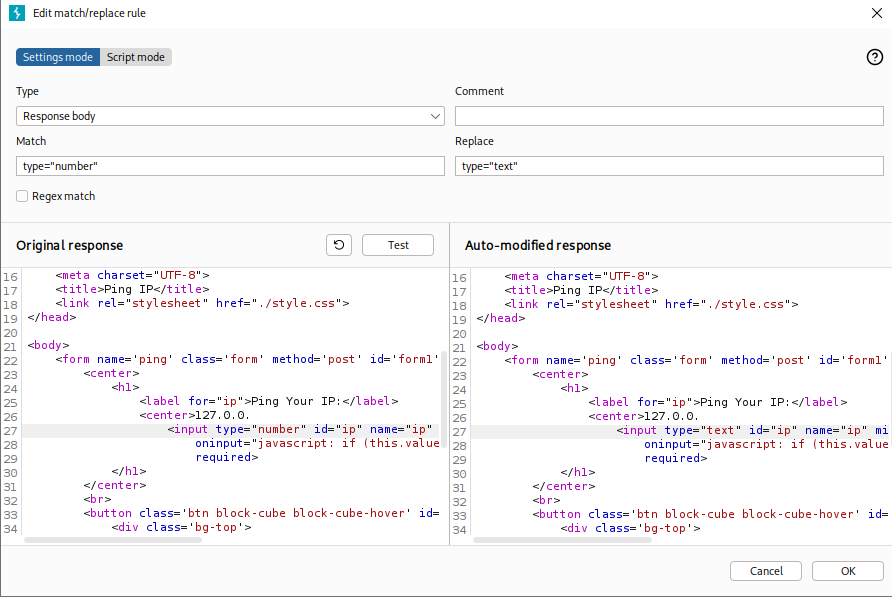 Edit match/replace rule
Settings mode Script mode
Type
Comment
Response body
Match
Replace
type="number"
type="text"
Regex match
Original response
Test
Auto-modified response
16 <meta charset="UTF-8">
17 <title>Ping IP</title>
18 <link rel="stylesheet" href="./style.css">
19 </head>
20
21 <body>
22 <form name='ping' class='form' method='post' id='form1'
23 <center>
24 <h1>
25 <label for="ip">Ping Your IP:</label>
26 <center>127.0.0.
27 <input type="number" id="ip" name="ip"
28 oninput="javascript: if (this.value
29 required>
30 </h1>
31 </center>
32 <br>
33 <button class='btn block-cube block-cube-hover' id=
34 <div class='bg-top'>
16 <meta charset="UTF-8">
17 <title>Ping IP</title>
18 <link rel="stylesheet" href="./style.css">
19 </head>
20
21 <body>
22 <form name='ping' class='form' method='post' id='form1'
23 <center>
24 <h1>
25 <label for="ip">Ping Your IP:</label>
26 <center>127.0.0.
27 <input type="text" id="ip" name="ip" mi
28 oninput="javascript: if (this.value
29 required>
30 </h1>
31 </center>
32 <br>
33 <button class='btn block-cube block-cube-hover' id=
34 <div class='bg-top'>
Cancel
OK